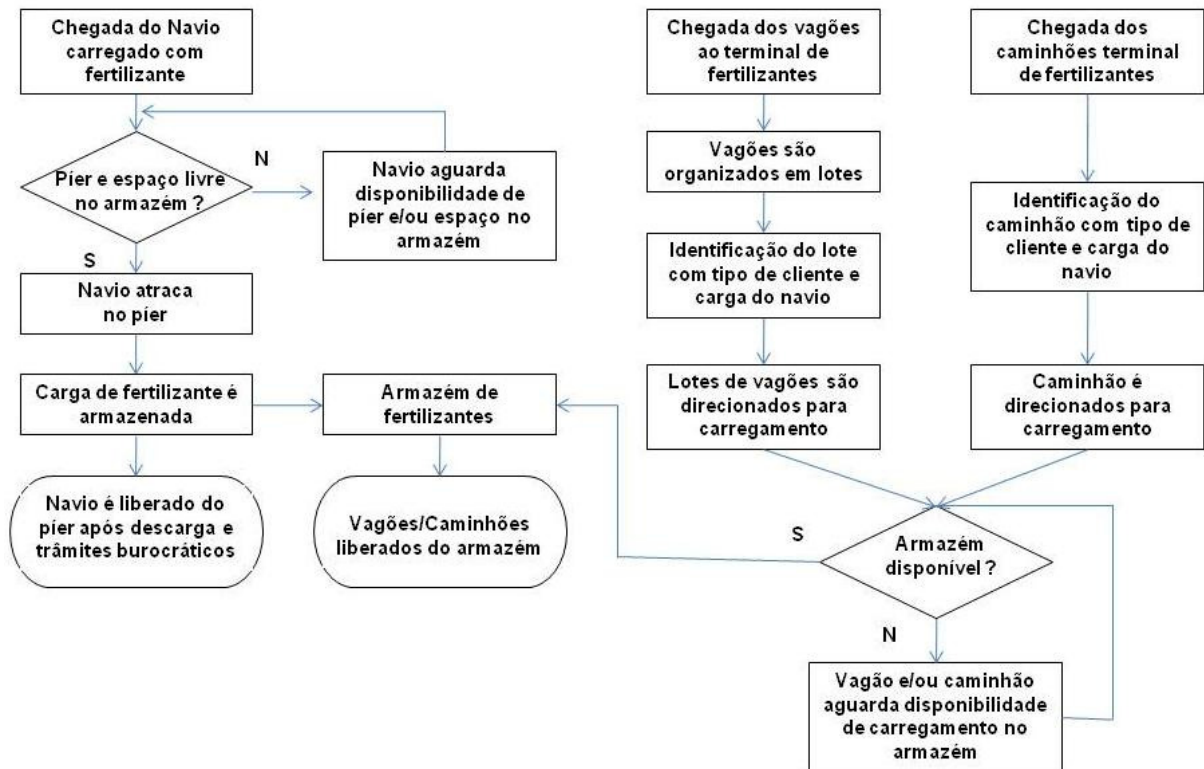 Chegada do Navio
carregado com
fertilizante
Píer e espaço livre
no armazém ?
N
Navio aguarda
disponibilidade de
píer e/ou espaço no
armazém
S
Navio atraca
no píer
Carga de fertilizante é
armazenada
Navio é liberado do
píer após descarga e
trâmites burocráticos
Armazém de
fertilizantes
Vagões/Caminhões
liberados do armazém
Chegada dos vagões
ao terminal de
fertilizantes
Vagões são
organizados em lotes
Identificação do lote
com tipo de cliente e
carga do navio
Lotes de vagões são
direcionados para
carregamento
Chegada dos
caminhões terminal
de fertilizantes
Identificação do
caminhão com tipo de
cliente e carga do
navio
Caminhão é
direcionados para
carregamento
S
Armazém
disponível ?
N
Vagão e/ou caminhão
aguarda disponibilidade
de carregamento no
armazém